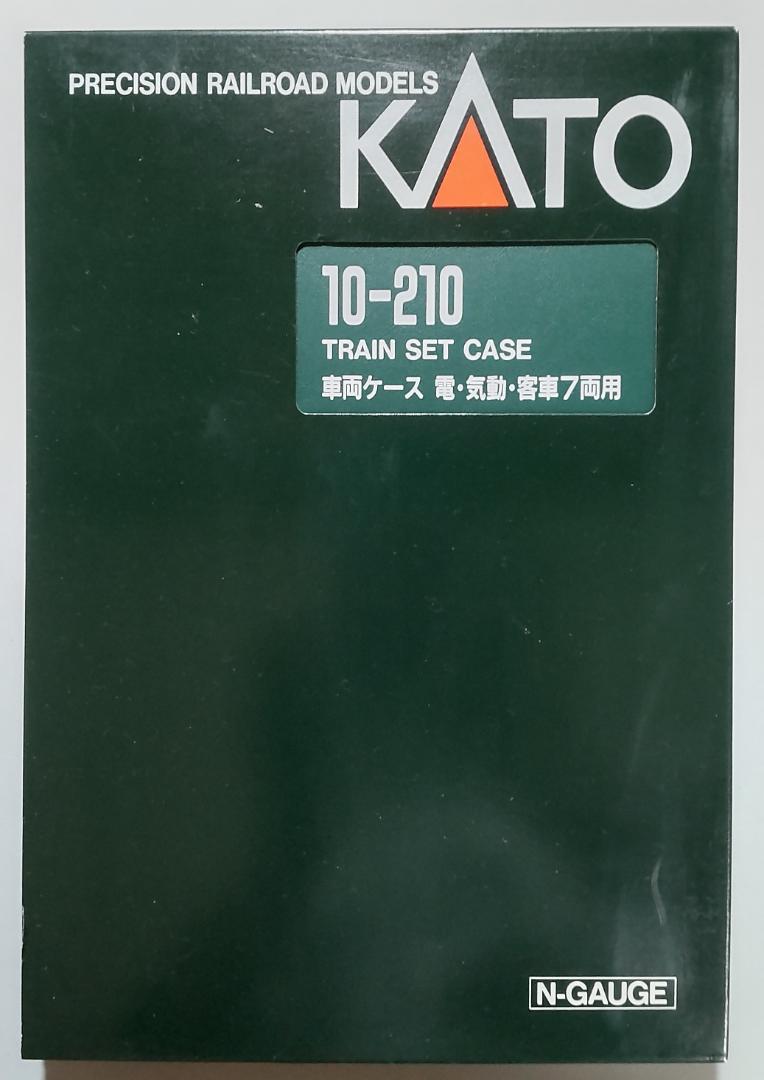 PRECISION RAILROAD MODELS
KATO
10-210
TRAIN SET CASE
車両ケース 電・気動・客車7両用
N-GAUGE